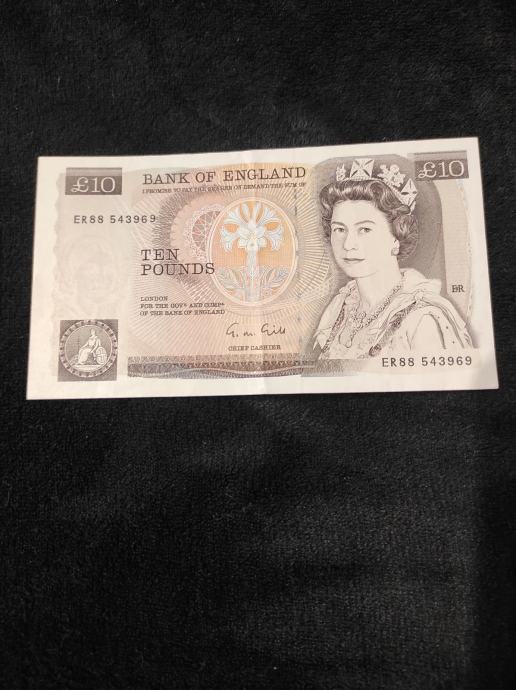 £10
BANK OF ENGLAND
£10
I PROMISE TO PAY THE BEARER ON DEMAND THE SUM OF
ER88 543969
TEN
POUNDS
LONDON
FOR THE GOVR AND COMPA
OF THE BANK OF ENGLAND
G. M. Gill
CHIEF CASHIER
BR
ER88 543969